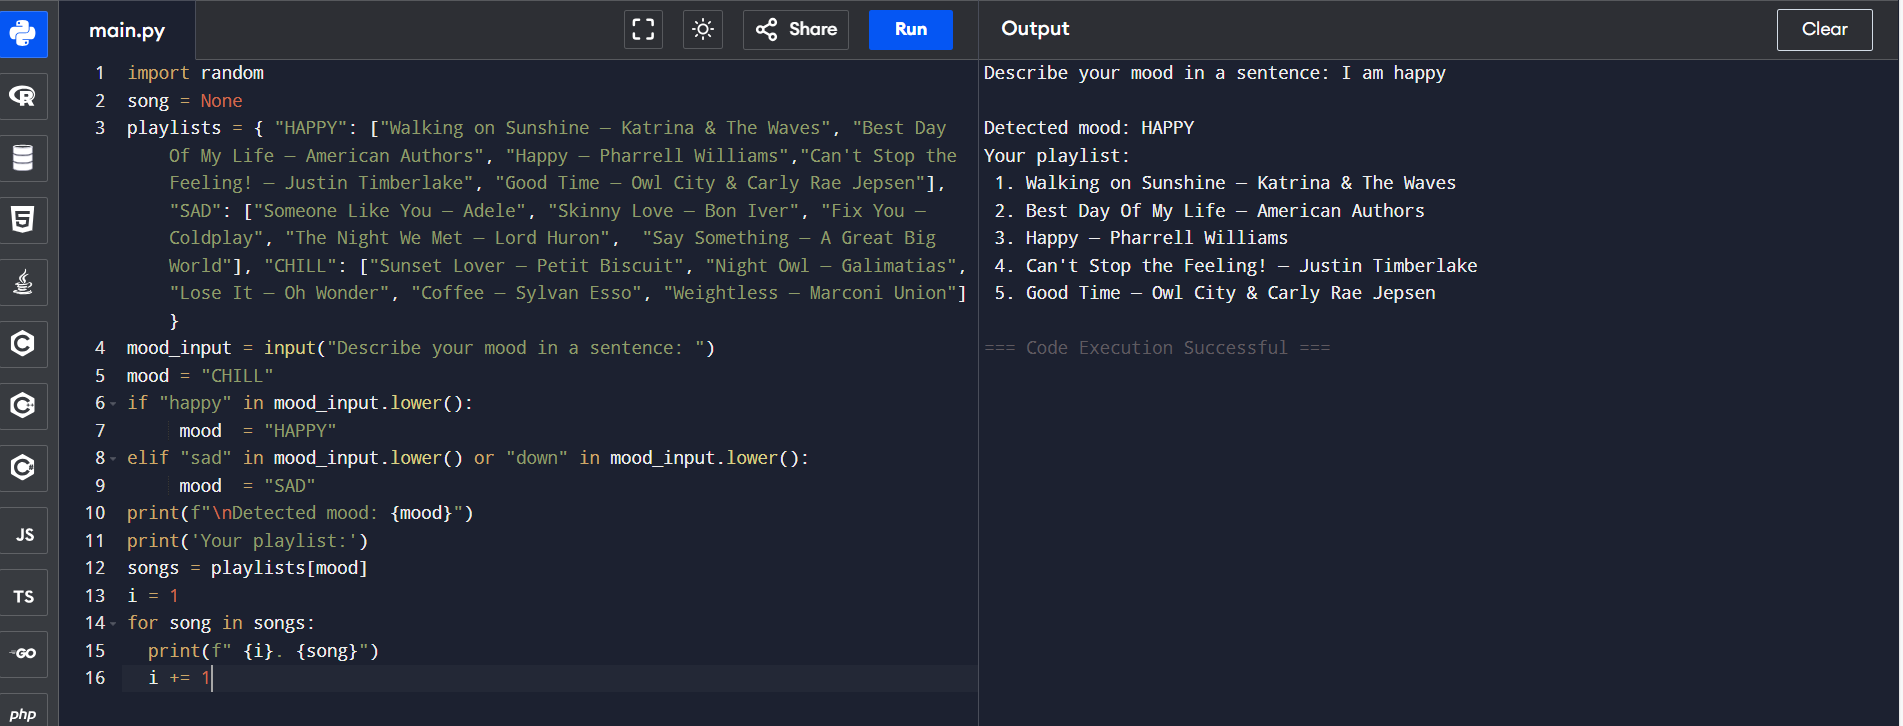 main.py
Share
Run
Output
Clear
1 import random
2 song = None
3 playlists = { "HAPPY": ["Walking on Sunshine – Katrina & The Waves", "Best Day
Of My Life – American Authors", "Happy – Pharrell Williams","Can't Stop the
Feeling! – Justin Timberlake", "Good Time – Owl City & Carly Rae Jepsen"],
"SAD": ["Someone Like You – Adele", "Skinny Love – Bon Iver", "Fix You –
Coldplay", "The Night We Met – Lord Huron",  "Say Something – A Great Big
World"], "CHILL": ["Sunset Lover – Petit Biscuit", "Night Owl – Galimatias",
"Lose It – Oh Wonder", "Coffee – Sylvan Esso", "Weightless – Marconi Union"]
}
4 mood_input = input("Describe your mood in a sentence: ")
5 mood = "CHILL"
6 if "happy" in mood_input.lower():
7      mood  = "HAPPY"
8 elif "sad" in mood_input.lower() or "down" in mood_input.lower():
9      mood  = "SAD"
10 print(f"\nDetected mood: {mood}")
11 print('Your playlist:')
12 songs = playlists[mood]
13 i = 1
14 for song in songs:
15   print(f" {i}. {song}")
16   i += 1
Describe your mood in a sentence: I am happy
Detected mood: HAPPY
Your playlist:
1. Walking on Sunshine – Katrina & The Waves
2. Best Day Of My Life – American Authors
3. Happy – Pharrell Williams
4. Can't Stop the Feeling! – Justin Timberlake
5. Good Time – Owl City & Carly Rae Jepsen
=== Code Execution Successful ===
R
5
C
C
C#
JS
TS
GO
php